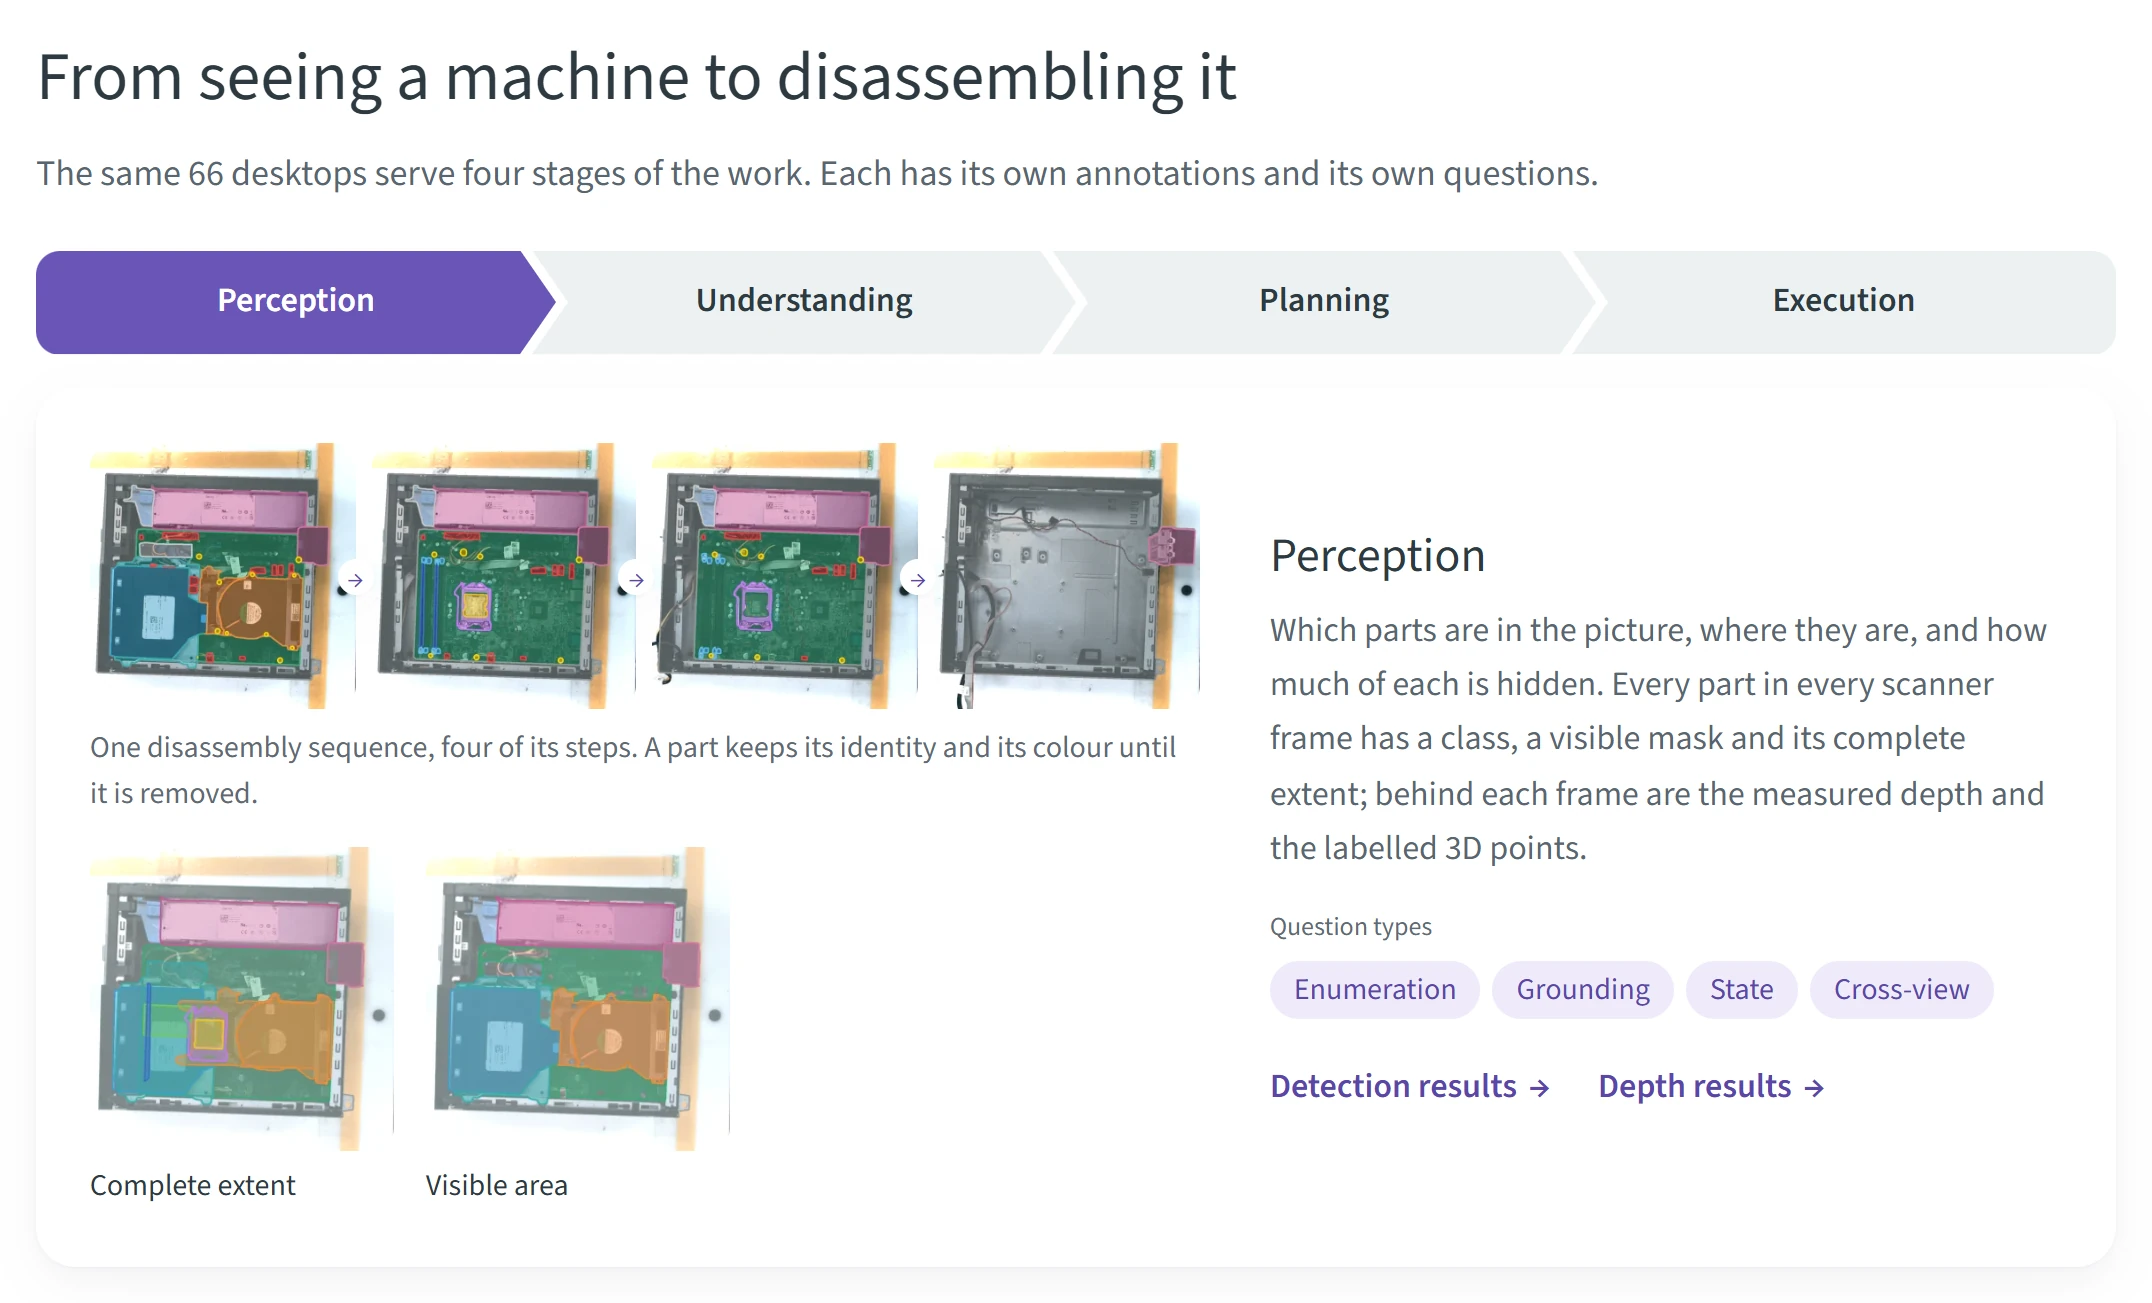 From seeing a machine to disassembling it
The same 66 desktops serve four stages of the work. Each has its own annotations and its own questions.
Perception
Understanding
Planning
Execution
One disassembly sequence, four of its steps. A part keeps its identity and its colour until
it is removed.
Complete extent
Visible area
Perception
Which parts are in the picture, where they are, and how
much of each is hidden. Every part in every scanner
frame has a class, a visible mask and its complete
extent; behind each frame are the measured depth and
the labelled 3D points.
Question types
Enumeration
Grounding
State
Cross-view
Detection results →
Depth results →